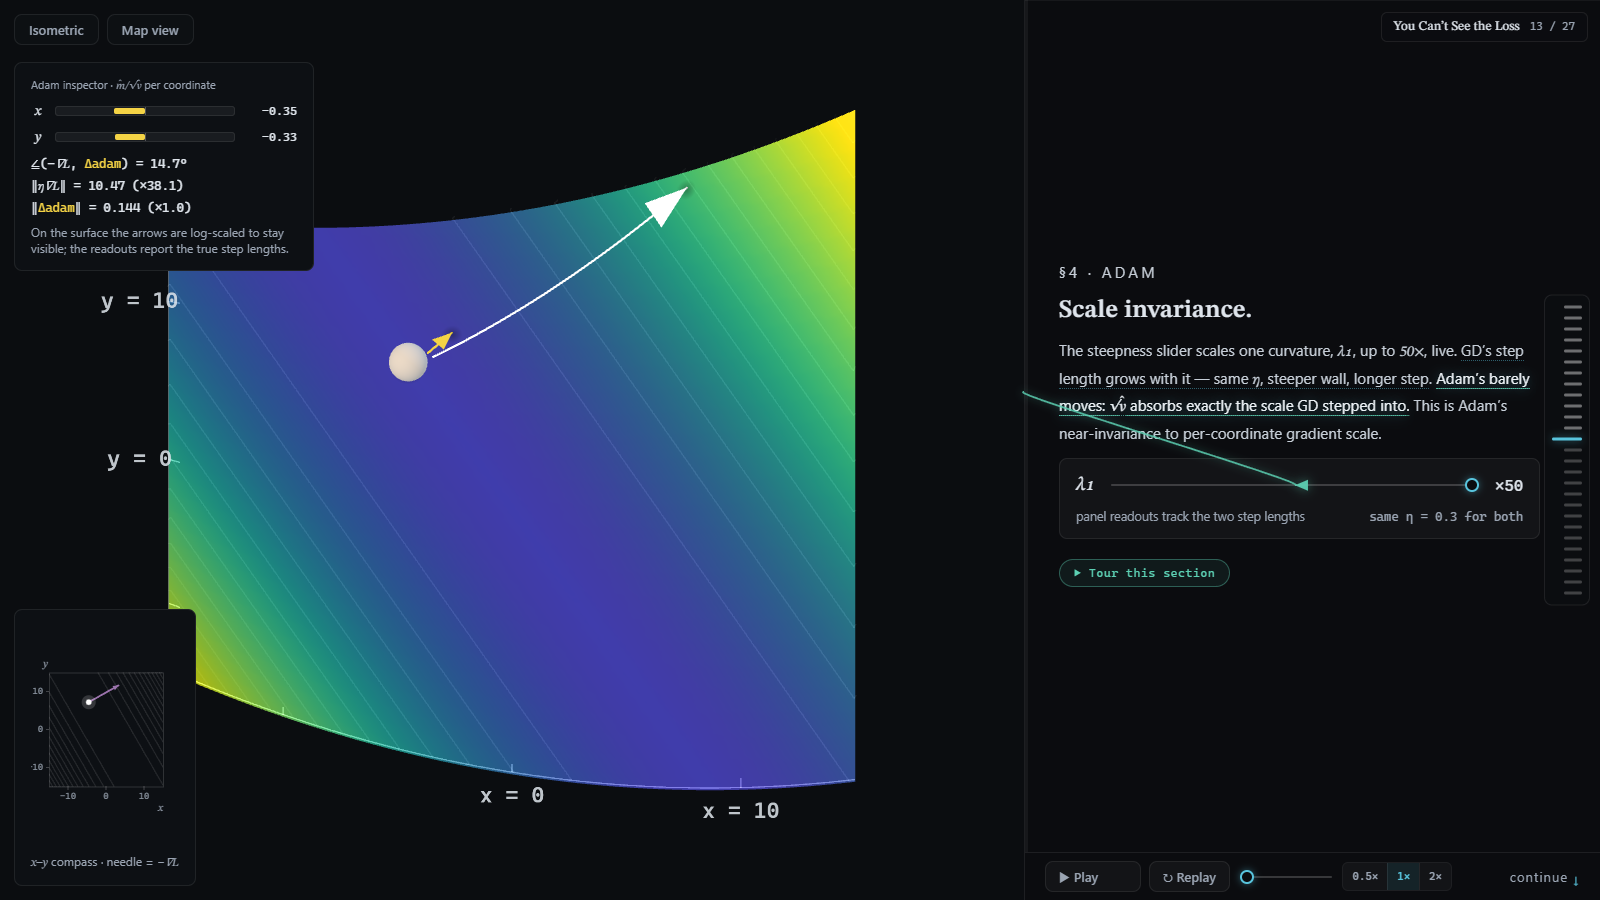 Isometric
Map view
Adam inspector · m̂/√v̂ per coordinate
x −0.35
y −0.33
∠(−∇L, Δadam) = 14.7°
‖η∇L‖ = 10.47 (×38.1)
‖Δadam‖ = 0.144 (×1.0)
On the surface the arrows are log-scaled to stay
visible; the readouts report the true step lengths.
y = 10
y = 0
x = 0
x = 10
y
10
0
-10
−10 0 10
x
x–y compass · needle = −∇L
You Can't See the Loss 13 / 27
§4 · ADAM
Scale invariance.
The steepness slider scales one curvature, λ₁, up to 50×, live. GD's step
length grows with it — same η, steeper wall, longer step. Adam's barely
moves: √v̂ absorbs exactly the scale GD stepped into. This is Adam's
near-invariance to per-coordinate gradient scale.
λ₁ ×50
panel readouts track the two step lengths same η = 0.3 for both
▶ Tour this section
▶ Play
↻ Replay
0.5×
1×
2×
continue ↓